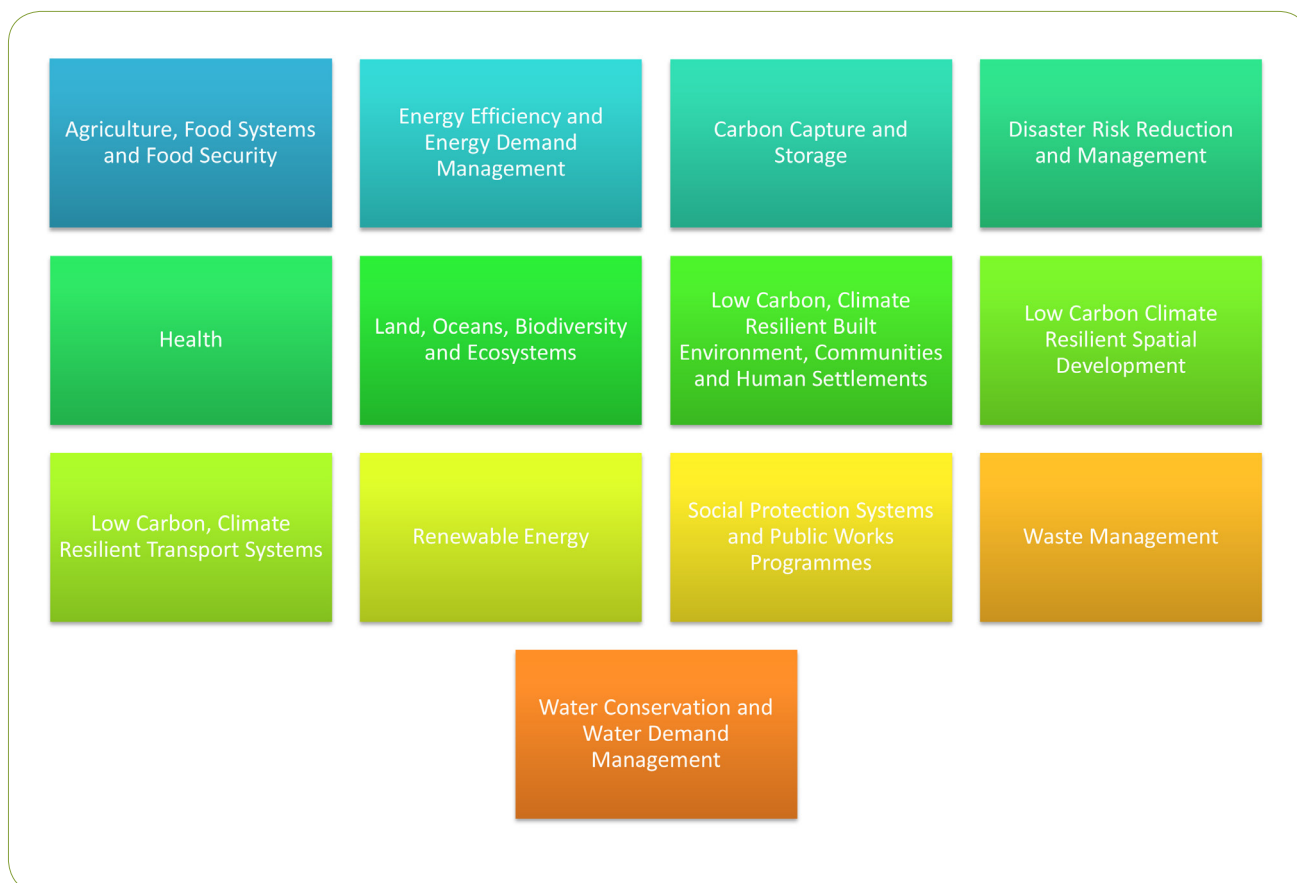 Agriculture, Food Systems
and Food Security
Energy Efficiency and
Energy Demand
Management
Carbon Capture and
Storage
Disaster Risk Reduction
and Management
Health
Land, Oceans, Biodiversity
and Ecosystems
Low Carbon, Climate
Resilient Built
Environment, Communities
and Human Settlements
Low Carbon Climate
Resilient Spatial
Development
Low Carbon, Climate
Resilient Transport Systems
Renewable Energy
Social Protection Systems
and Public Works
Programmes
Waste Management
Water Conservation and
Water Demand
Management